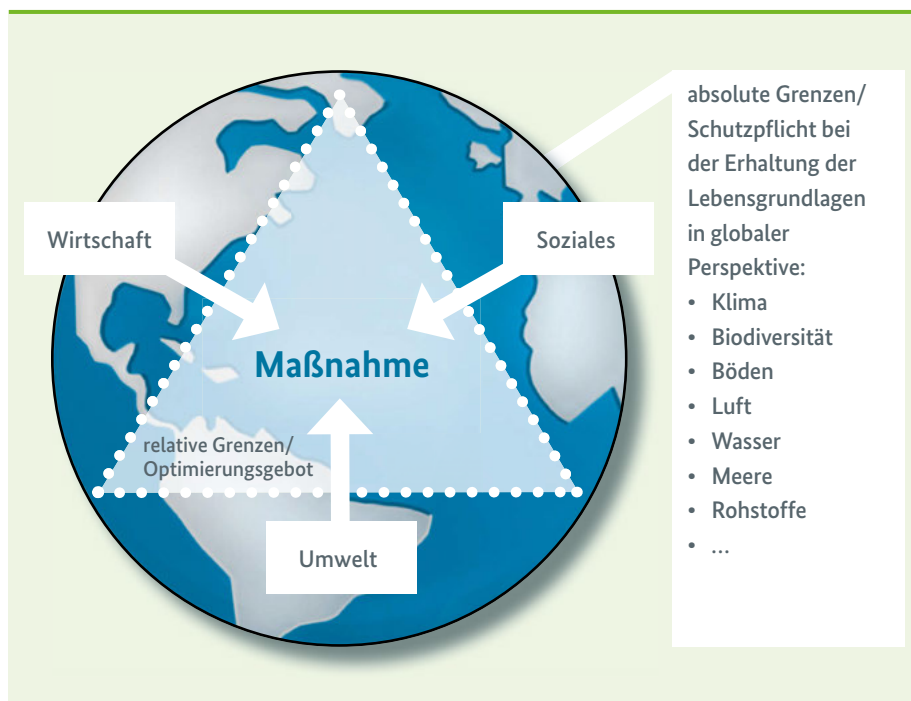 Wirtschaft
Soziales
Maßnahme
relative Grenzen/
Optimierungsgebot
Umwelt
absolute Grenzen/
Schutzpflicht bei
der Erhaltung der
Lebensgrundlagen
in globaler
Perspektive:
• Klima
• Biodiversität
• Böden
• Luft
• Wasser
• Meere
• Rohstoffe
• ...